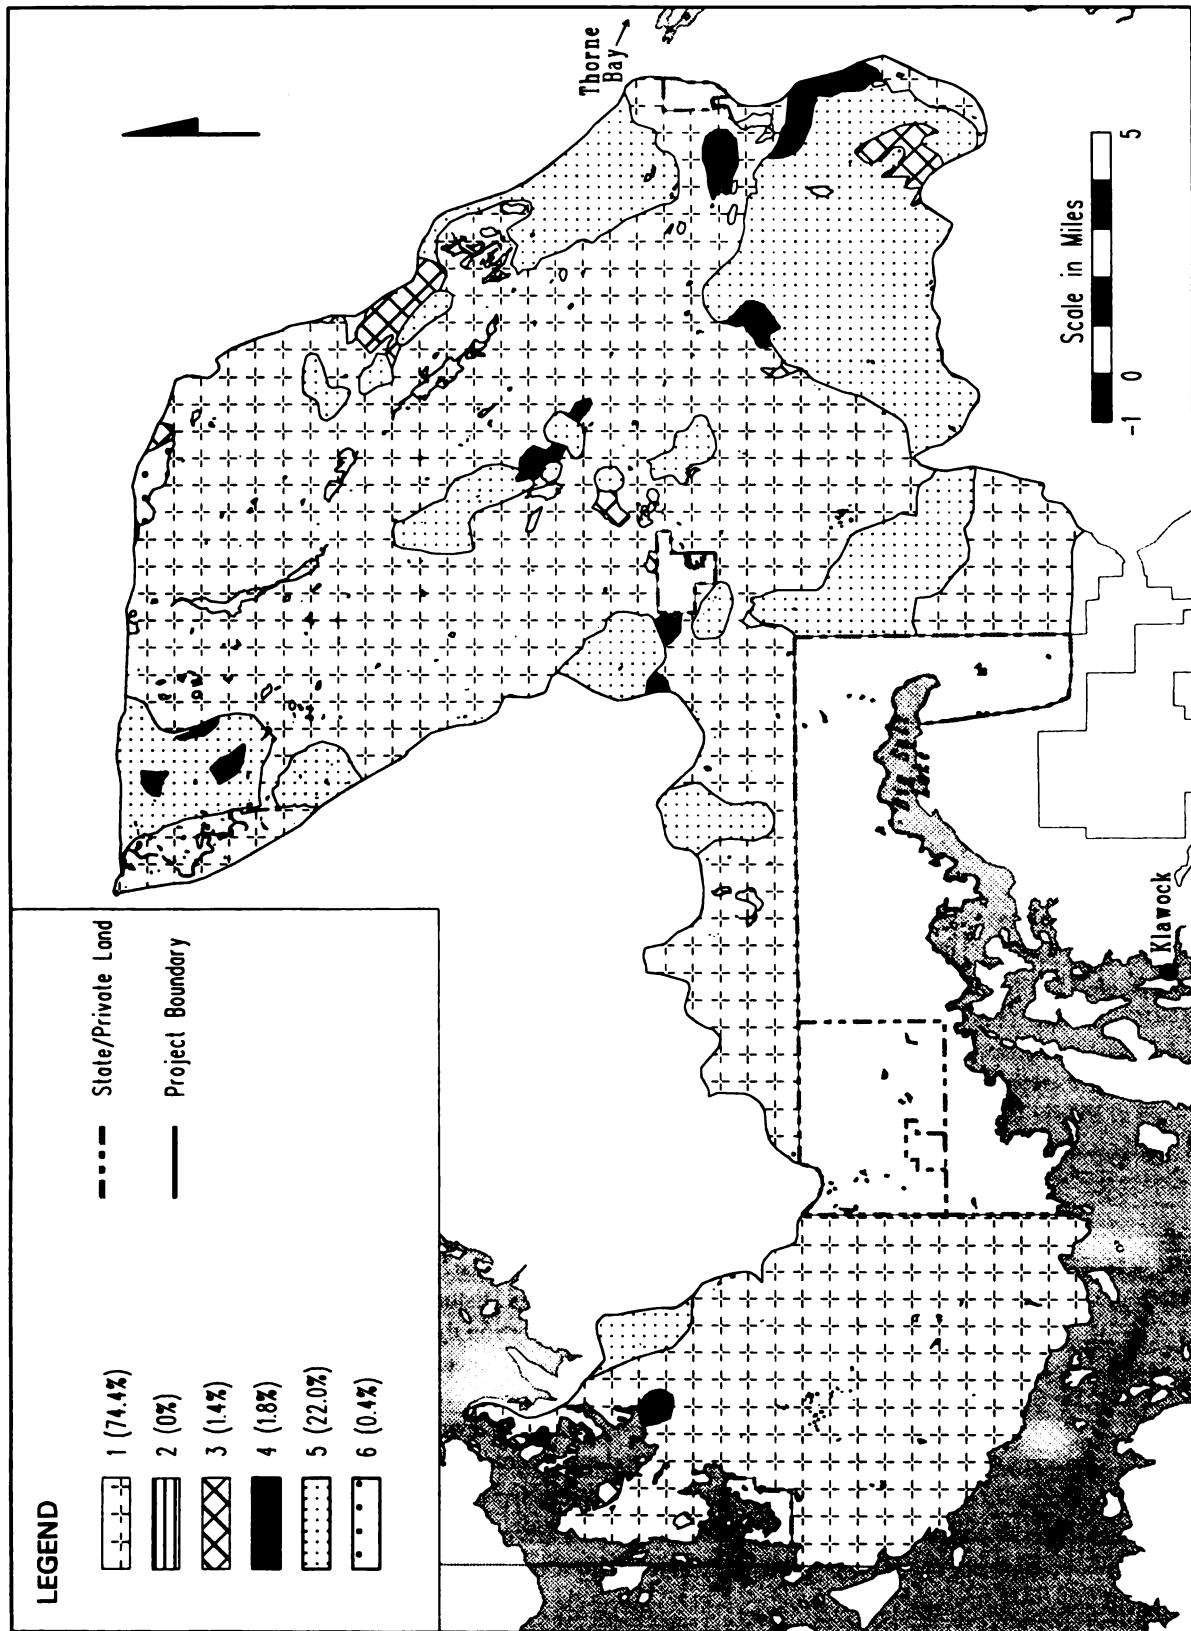 LEGEND
1 (74.4%)
2 (0%)
3 (1.4%)
4 (1.8%)
5 (22.0%)
6 (0.4%)
State/Private Land
Project Boundary
Thorne
Bay
Klawock
Scale in Miles
-1 0 5